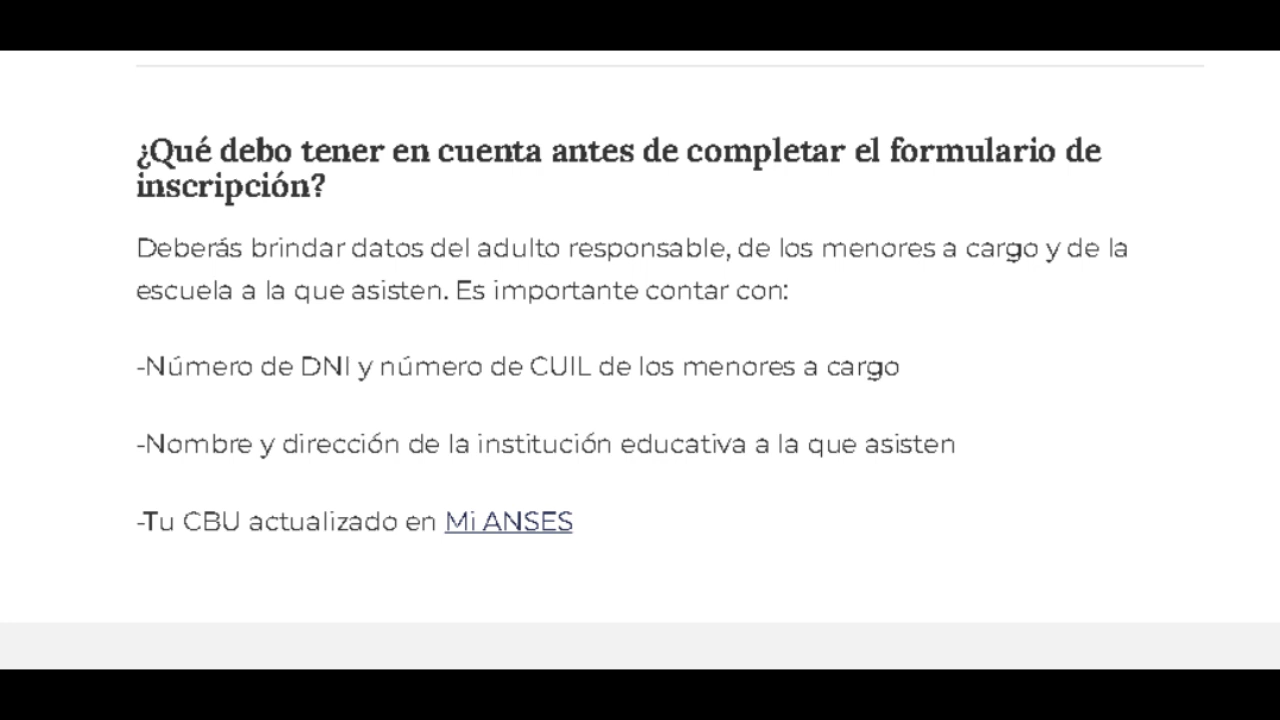 ¿Qué debo tener en cuenta antes de completar el formulario de
inscripción?
Deberás brindar datos del adulto responsable, de los menores a cargo y de la
escuela a la que asisten. Es importante contar con:
-Número de DNI y número de CUIL de los menores a cargo
-Nombre y dirección de la institución educativa a la que asisten
-Tu CBU actualizado en Mi ANSES